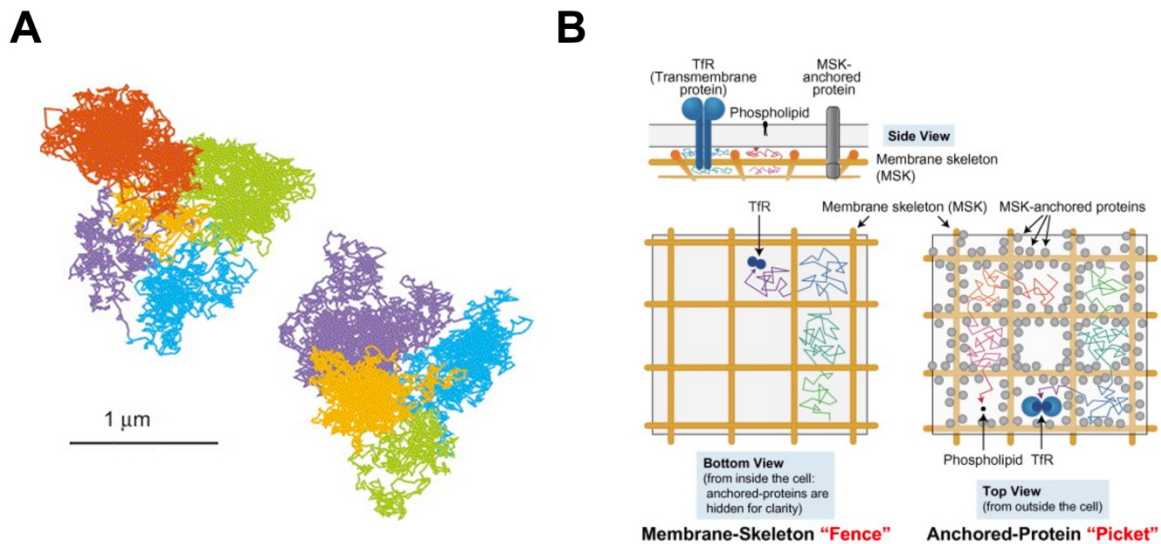 A
B
1 μm
TfR
(Transmembrane
protein)
MSK-
anchored
protein
Phospholipid
Side View
Membrane skeleton
(MSK)
TfR
Membrane skeleton (MSK)
MSK-anchored proteins
Phospholipid
TfR
Bottom View
(from inside the cell:
anchored-proteins are
hidden for clarity)
Top View
(from outside the cell)
Membrane-Skeleton “Fence”
Anchored-Protein “Picket”